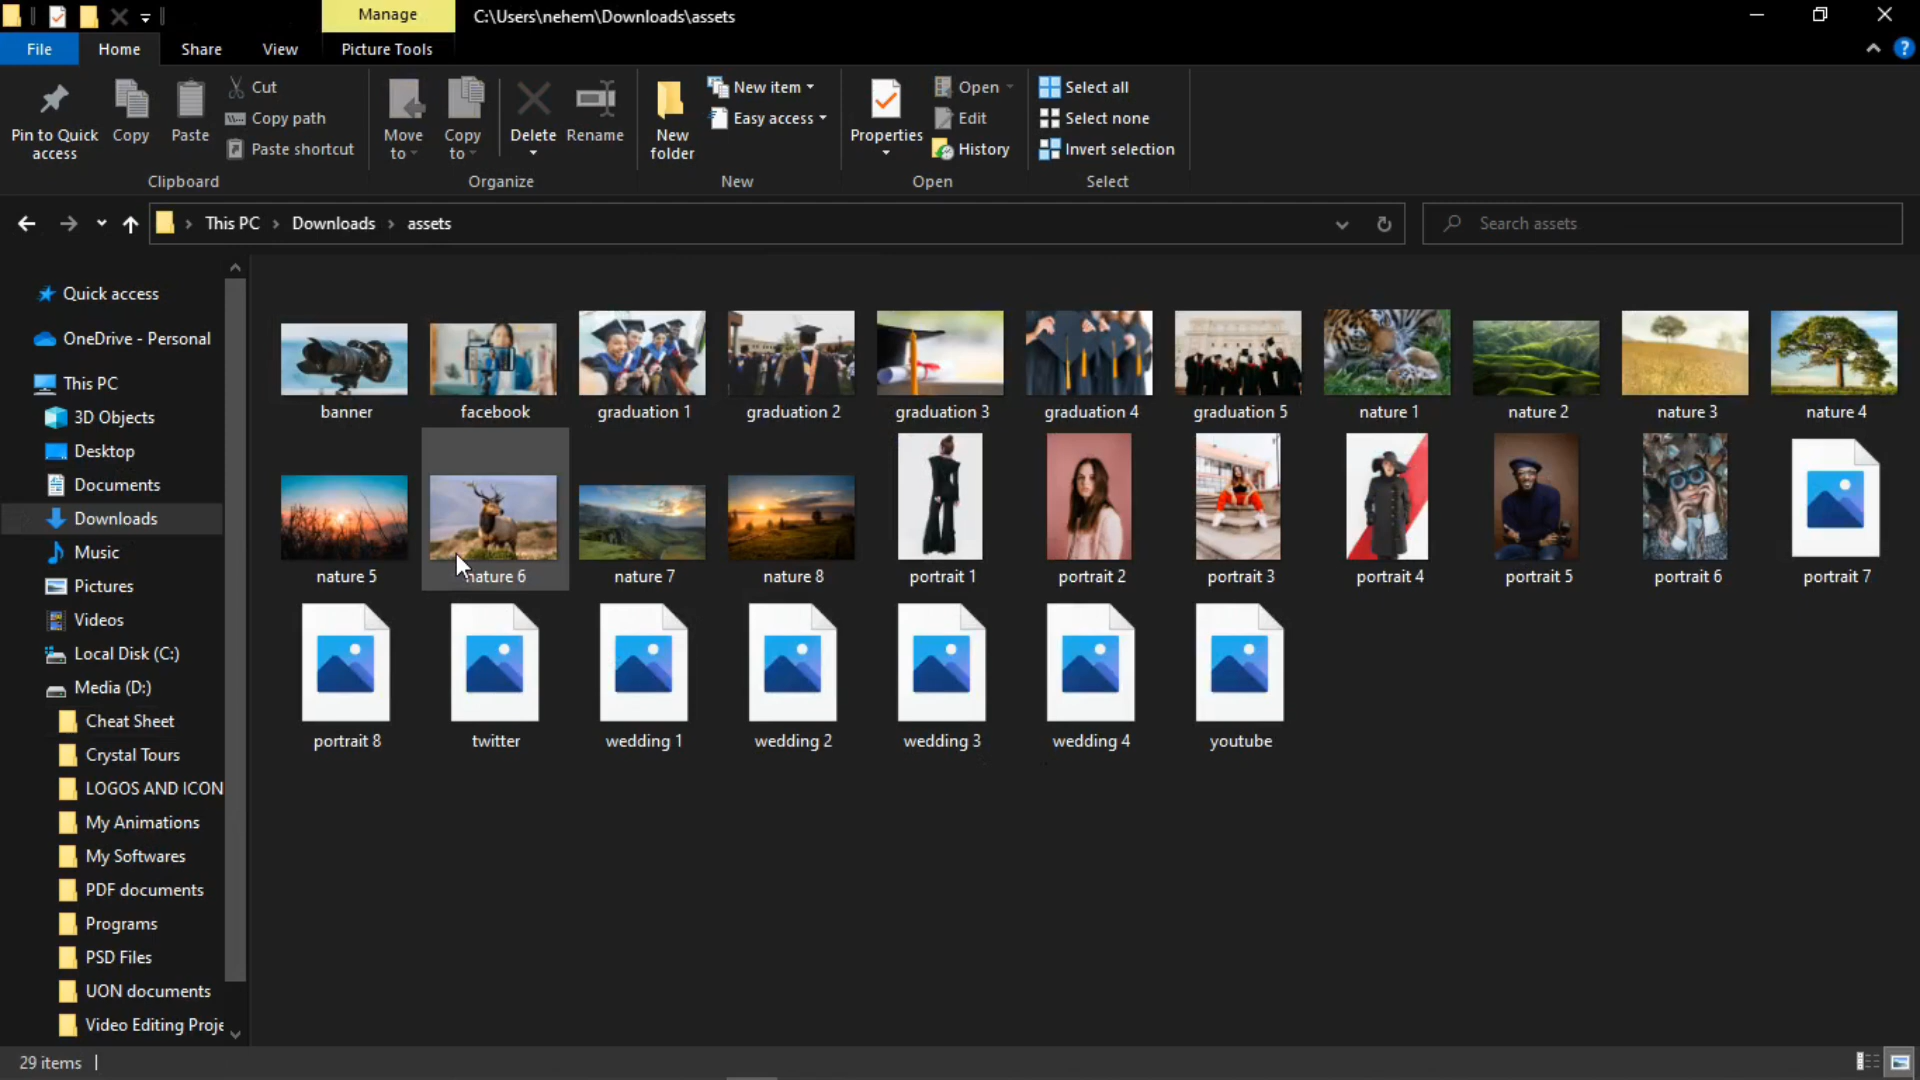 Manage
C:\Users\nehem\Downloads\assets
File
Home
Share
View
Picture Tools
Pin to Quick access
Copy
Paste
Cut
Copy path
Paste shortcut
Clipboard
Move to
Copy to
Delete
Rename
Organize
New folder
New item
Easy access
New
Properties
Open
Edit
History
Open
Select all
Select none
Invert selection
Select
This PC
Downloads
assets
Search assets
Quick access
OneDrive - Personal
This PC
3D Objects
Desktop
Documents
Downloads
Music
Pictures
Videos
Local Disk (C:)
Media (D:)
Cheat Sheet
Crystal Tours
LOGOS AND ICON
My Animations
My Softwares
PDF documents
Programs
PSD Files
UON documents
Video Editing Proje
banner
facebook
graduation 1
graduation 2
graduation 3
graduation 4
graduation 5
nature 1
nature 2
nature 3
nature 4
nature 5
nature 6
nature 7
nature 8
portrait 1
portrait 2
portrait 3
portrait 4
portrait 5
portrait 6
portrait 7
portrait 8
twitter
wedding 1
wedding 2
wedding 3
wedding 4
youtube
29 items